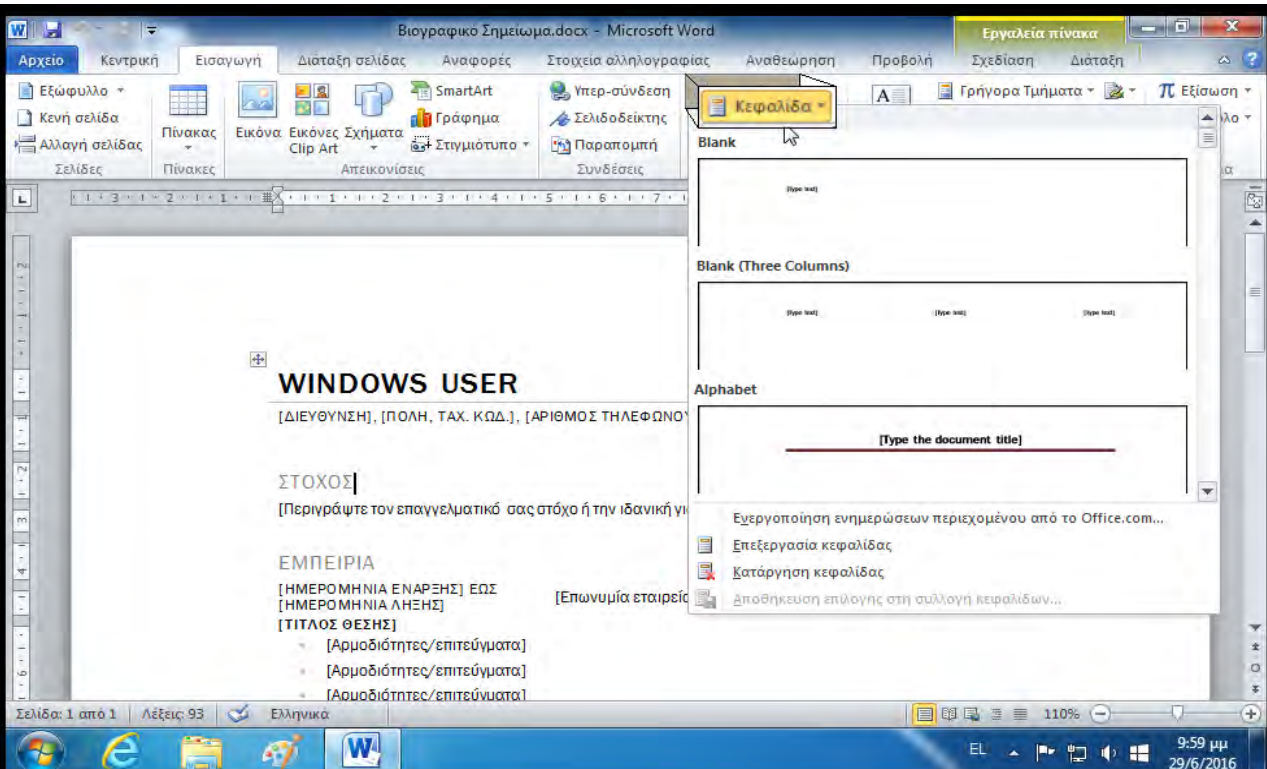 Βιογραφικό Σημείωμα.docx - Microsoft Word
Εργαλεία πίνακα
Αρχείο Κεντρική Εισαγωγή Διάταξη σελίδας Αναφορές Στοιχεία αλληλογραφίας Αναθεώρηση Προβολή Σχεδίαση Διάταξη
Εξώφυλλο
Κενή σελίδα
Αλλαγή σελίδας
Σελίδες
Πίνακας
Πίνακες
Εικόνα
Εικόνες Clip Art
Σχήματα
SmartArt
Γράφημα
Στιγμιότυπο
Απεικονίσεις
Υπερ-σύνδεση
Σελιδοδείκτης
Παραπομπή
Συνδέσεις
Κεφαλίδα
Γρήγορα Τμήματα
Εξίσωση
Blank
[Type text]
Blank (Three Columns)
[Type text] [Type text] [Type text]
Alphabet
[Type the document title]
Ενεργοποίηση ενημερώσεων περιεχομένου από το Office.com...
Επεξεργασία κεφαλίδας
Κατάργηση κεφαλίδας
Αποθήκευση επιλογής στη συλλογή κεφαλίδων...
WINDOWS USER
[ΔΙΕΥΘΥΝΣΗ], [ΠΟΛΗ, ΤΑΧ. ΚΩΔ.], [ΑΡΙΘΜΟΣ ΤΗΛΕΦΩΝΟΥ
ΣΤΟΧΟΣ
[Περιγράψτε τον επαγγελματικό σας στόχο ή την ιδανική γι
ΕΜΠΕΙΡΙΑ
[ΗΜΕΡΟΜΗΝΙΑ ΕΝΑΡΞΗΣ] ΕΩΣ
[ΗΜΕΡΟΜΗΝΙΑ ΛΗΞΗΣ]
[Επωνυμία εταιρεία
[ΤΙΤΛΟΣ ΘΕΣΗΣ]
[Αρμοδιότητες/επιτεύγματα]
[Αρμοδιότητες/επιτεύγματα]
[Αρμοδιότητες/επιτεύγματα]
Σελίδα: 1 από 1 Λέξεις: 93 Ελληνικά 110%
EL 9:59 μμ
29/6/2016